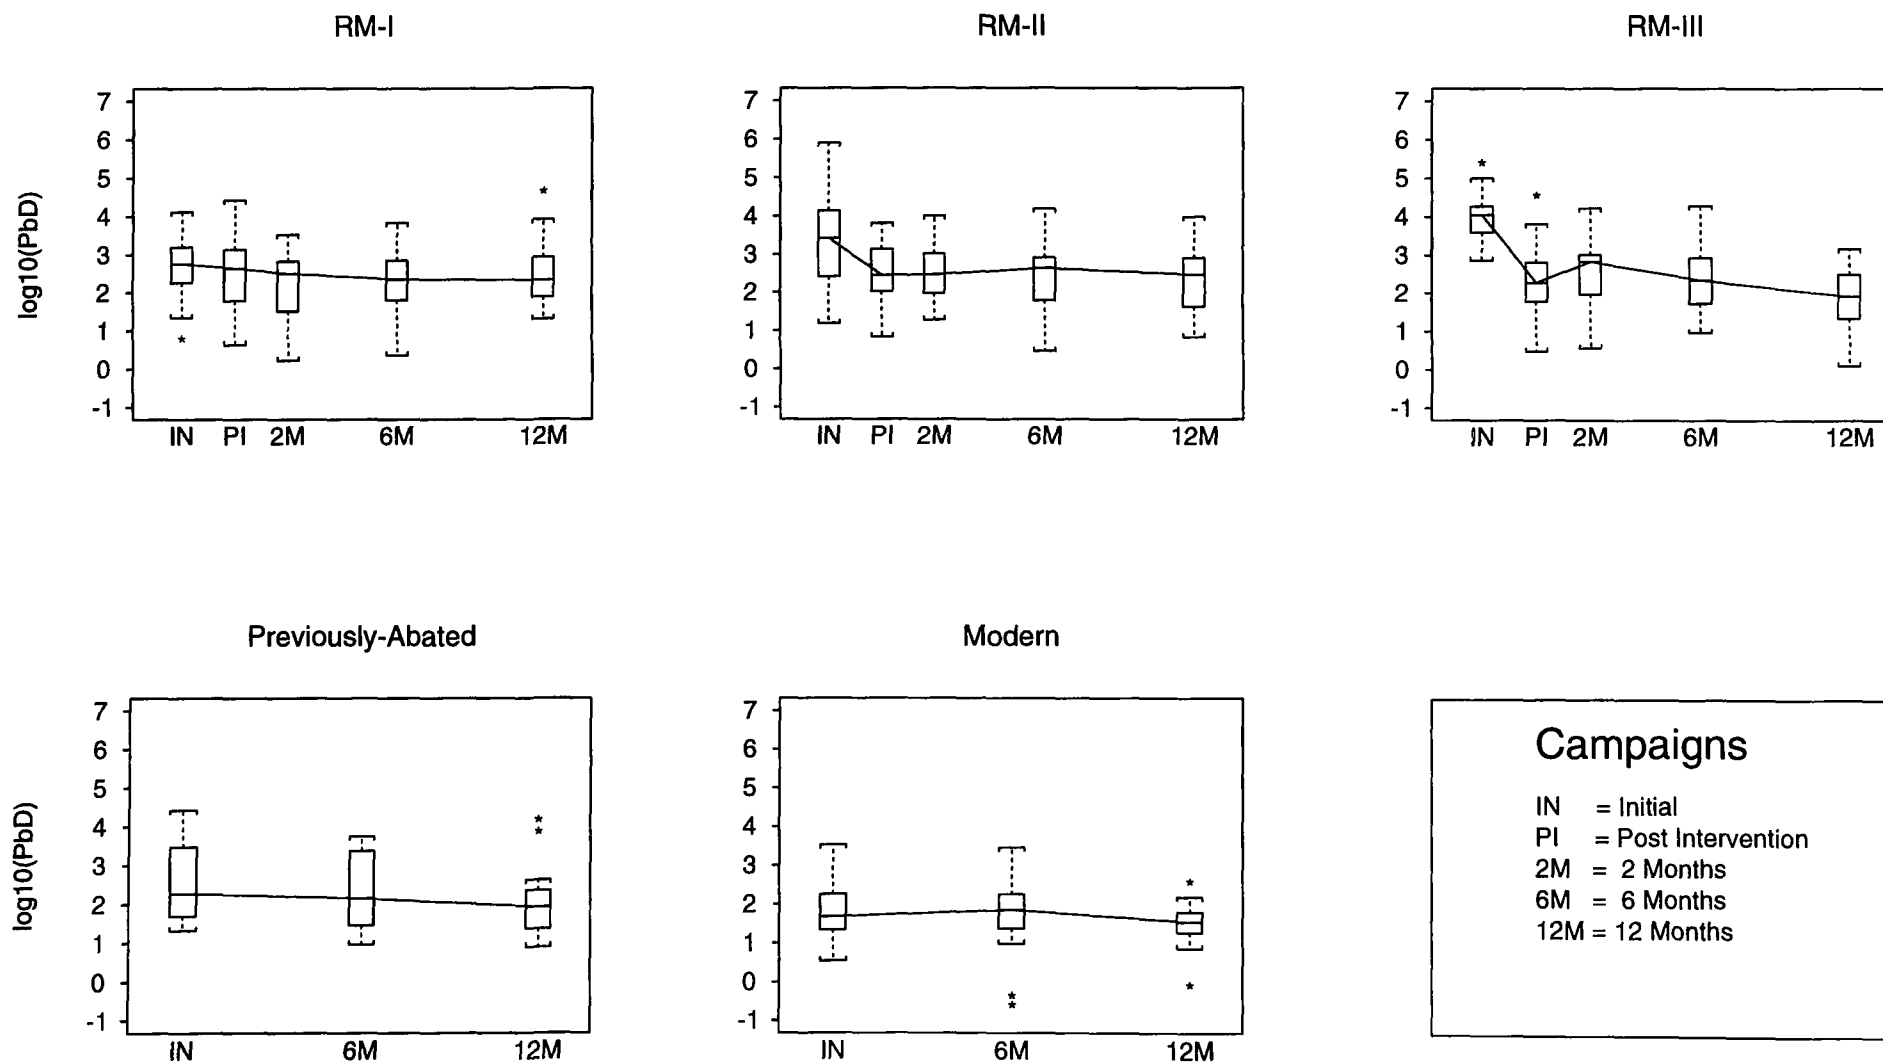 RM-I
RM-II
RM-III
log10(PbD)
7
6
5
4
3
2
1
0
-1
IN PI 2M 6M 12M
7
6
5
4
3
2
1
0
-1
IN PI 2M 6M 12M
7
6
5
4
3
2
1
0
-1
IN PI 2M 6M 12M
Previously-Abated
Modern
log10(PbD)
7
6
5
4
3
2
1
0
-1
IN 6M 12M
7
6
5
4
3
2
1
0
-1
IN 6M 12M
Campaigns
IN = Initial
PI = Post Intervention
2M = 2 Months
6M = 6 Months
12M = 12 Months